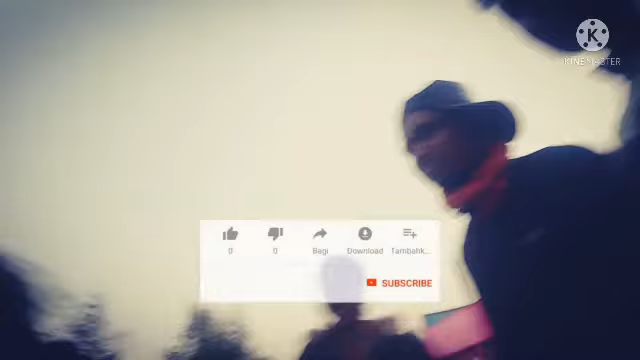 K
KINEMASTER
0 0 Bagi Download Tambahk...
SUBSCRIBE